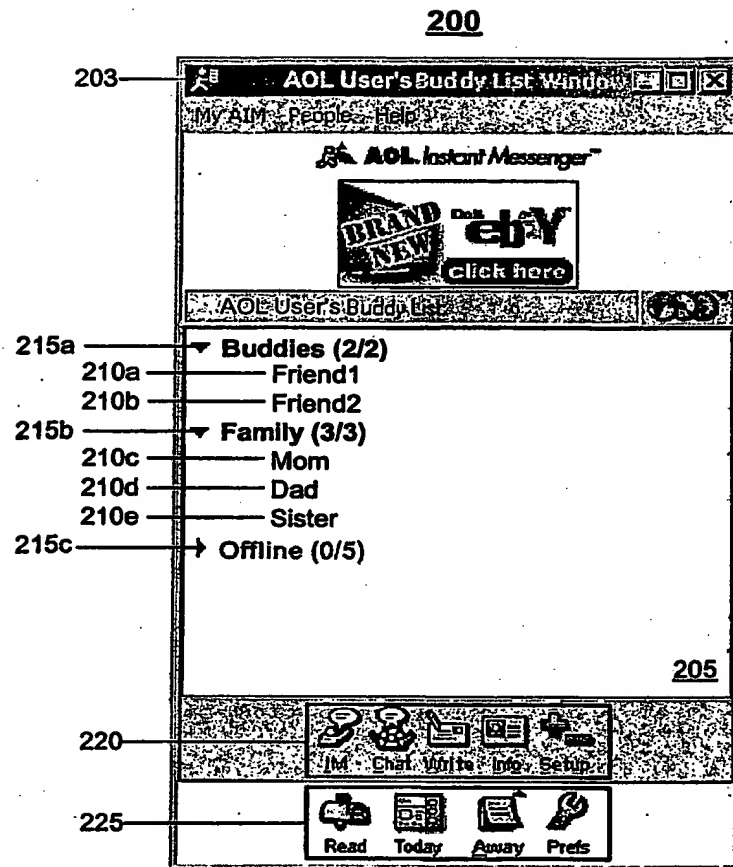 200
203 AOL User's Buddy List Window
My AIM People Help
AOL Instant Messenger™
BRAND NEW ebY click here
AOL User's Buddy List
215a Buddies (2/2)
210a Friend1
210b Friend2
215b Family (3/3)
210c Mom
210d Dad
210e Sister
215c Offline (0/5)
205
220 IM Chat Write Info Setup
225 Read Today Away Prefs